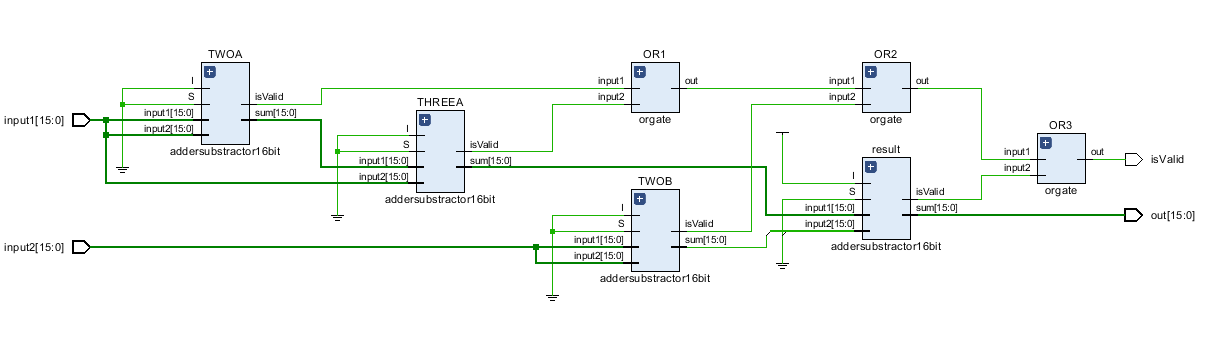 TWOA
I
S
input1[15:0]
input2[15:0]
isValid
sum[15:0]
addersubstractor16bit
input1[15:0]
THREEA
I
S
input1[15:0]
input2[15:0]
isValid
sum[15:0]
addersubstractor16bit
OR1
input1
input2
out
orgate
OR2
input1
input2
out
orgate
OR3
input1
input2
out
orgate
isValid
result
I
S
input1[15:0]
input2[15:0]
isValid
sum[15:0]
addersubstractor16bit
out[15:0]
TWOB
I
S
input1[15:0]
input2[15:0]
isValid
sum[15:0]
addersubstractor16bit
input2[15:0]